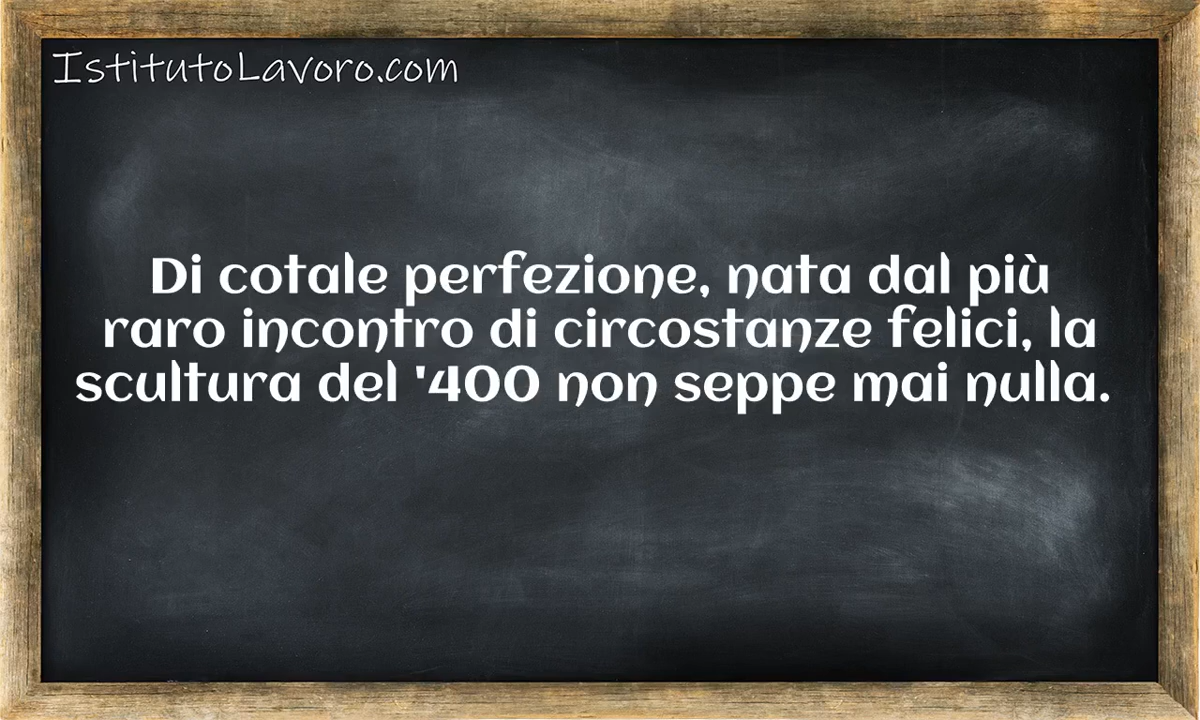 IstitutoLavoro.com
Di cotale perfezione, nata dal più
raro incontro di circostanze felici, la
scultura del '400 non seppe mai nulla.